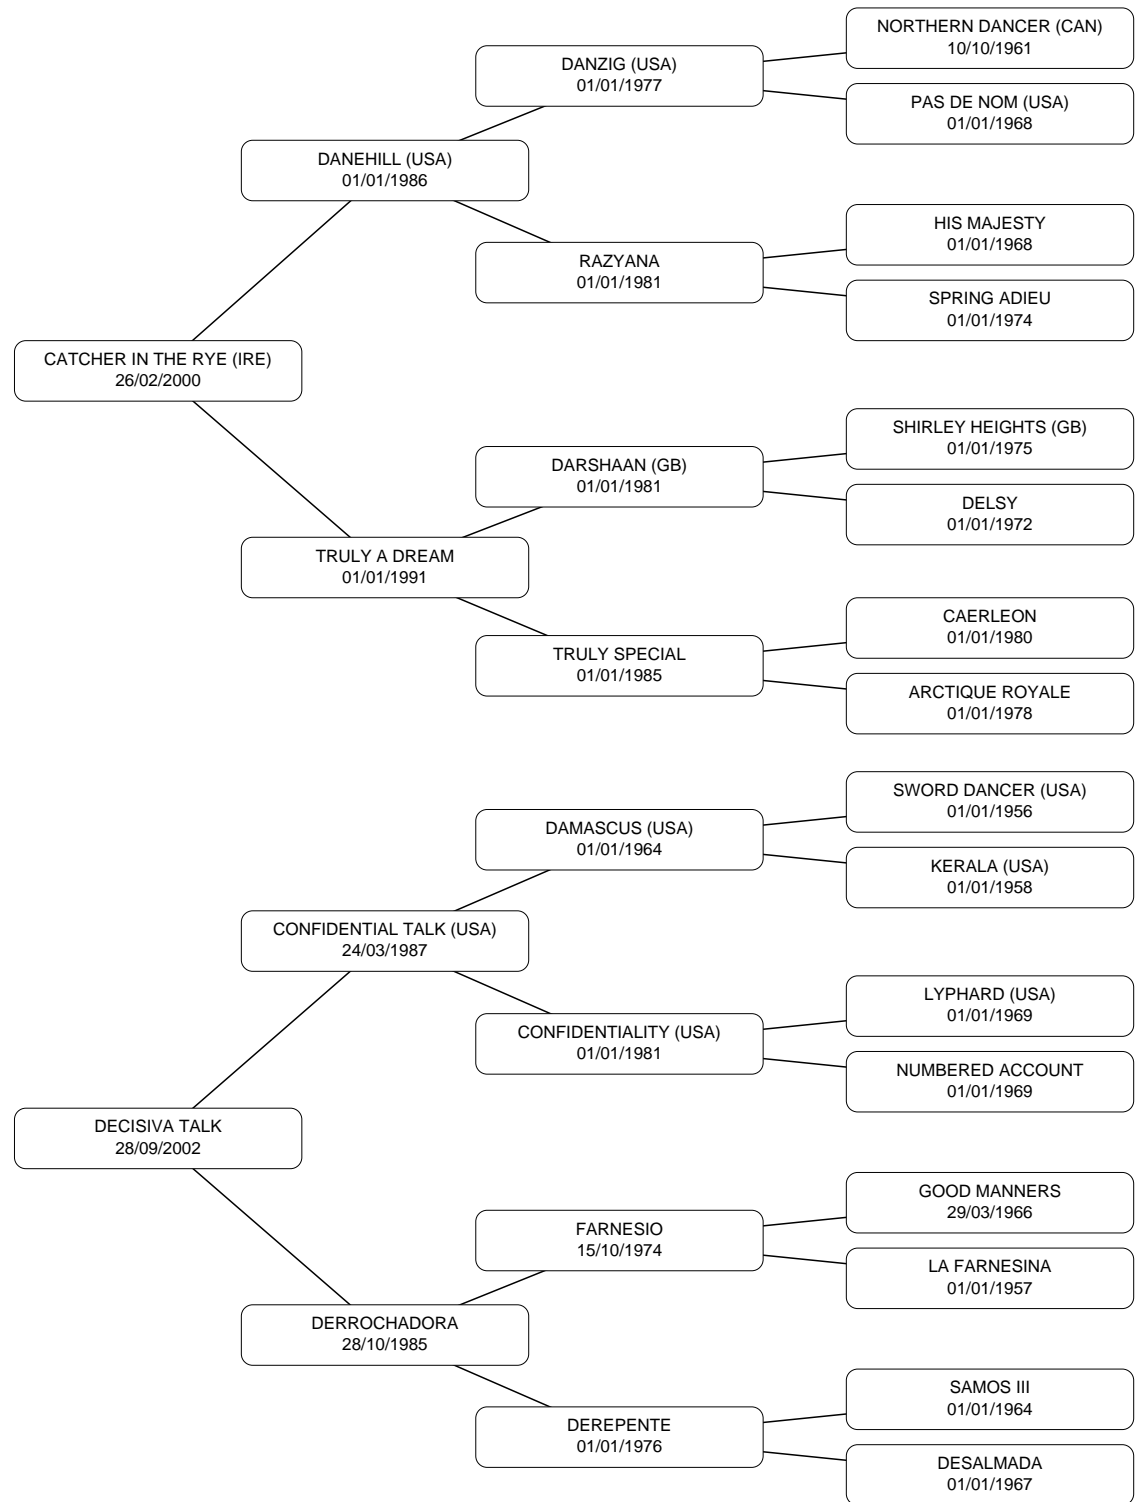 NORTHERN DANCER (CAN)
10/10/1961
DANZIG (USA)
01/01/1977
PAS DE NOM (USA)
01/01/1968
DANEHILL (USA)
01/01/1986
HIS MAJESTY
01/01/1968
RAZYANA
01/01/1981
SPRING ADIEU
01/01/1974
CATCHER IN THE RYE (IRE)
26/02/2000
SHIRLEY HEIGHTS (GB)
01/01/1975
DARSHAAN (GB)
01/01/1981
DELSY
01/01/1972
TRULY A DREAM
01/01/1991
CAERLEON
01/01/1980
TRULY SPECIAL
01/01/1985
ARCTIQUE ROYALE
01/01/1978
SWORD DANCER (USA)
01/01/1956
DAMASCUS (USA)
01/01/1964
KERALA (USA)
01/01/1958
CONFIDENTIAL TALK (USA)
24/03/1987
LYPHARD (USA)
01/01/1969
CONFIDENTIALITY (USA)
01/01/1981
NUMBERED ACCOUNT
01/01/1969
DECISIVA TALK
28/09/2002
GOOD MANNERS
29/03/1966
FARNESIO
15/10/1974
LA FARNESINA
01/01/1957
DERROCHADORA
28/10/1985
SAMOS III
01/01/1964
DEREPENTE
01/01/1976
DESALMADA
01/01/1967